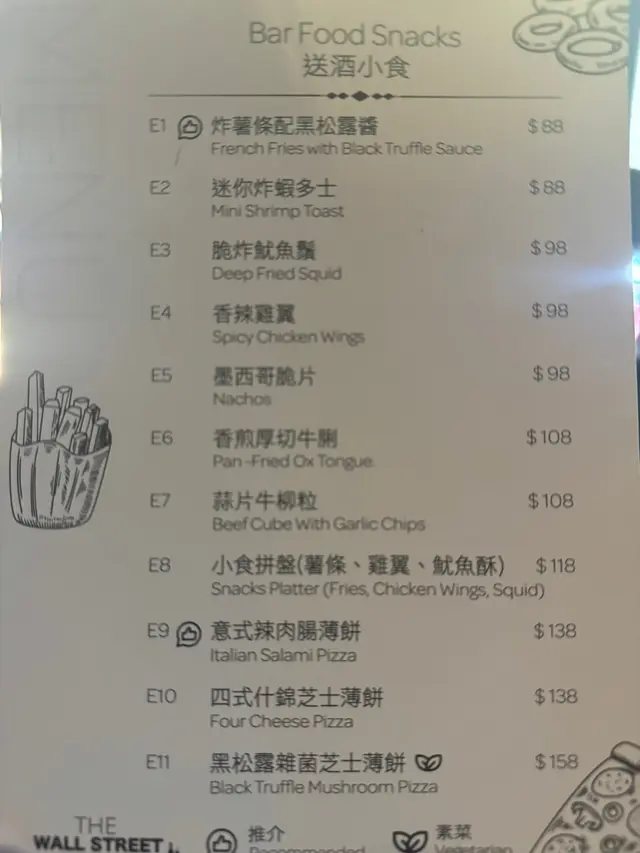 Bar Food Snacks
送酒小食
E1 炸薯條配黑松露醬 $88
French Fries with Black Truffle Sauce
E2 迷你炸蝦多士 $88
Mini Shrimp Toast
E3 脆炸魷魚鬚 $98
Deep Fried Squid
E4 香辣雞翼 $98
Spicy Chicken Wings
E5 墨西哥脆片 $98
Nachos
E6 香煎厚切牛脷 $108
Pan -Fried Ox Tongue
E7 蒜片牛柳粒 $108
Beef Cube With Garlic Chips
E8 小食拼盤(薯條、雞翼、魷魚酥) $118
Snacks Platter (Fries, Chicken Wings, Squid)
E9 意式辣肉腸薄餅 $138
Italian Salami Pizza
E10 四式什錦芝士薄餅 $138
Four Cheese Pizza
E11 黑松露雜菌芝士薄餅 $158
Black Truffle Mushroom Pizza
THE
WALL STREET
推介 素菜
Recommended Vegetarian